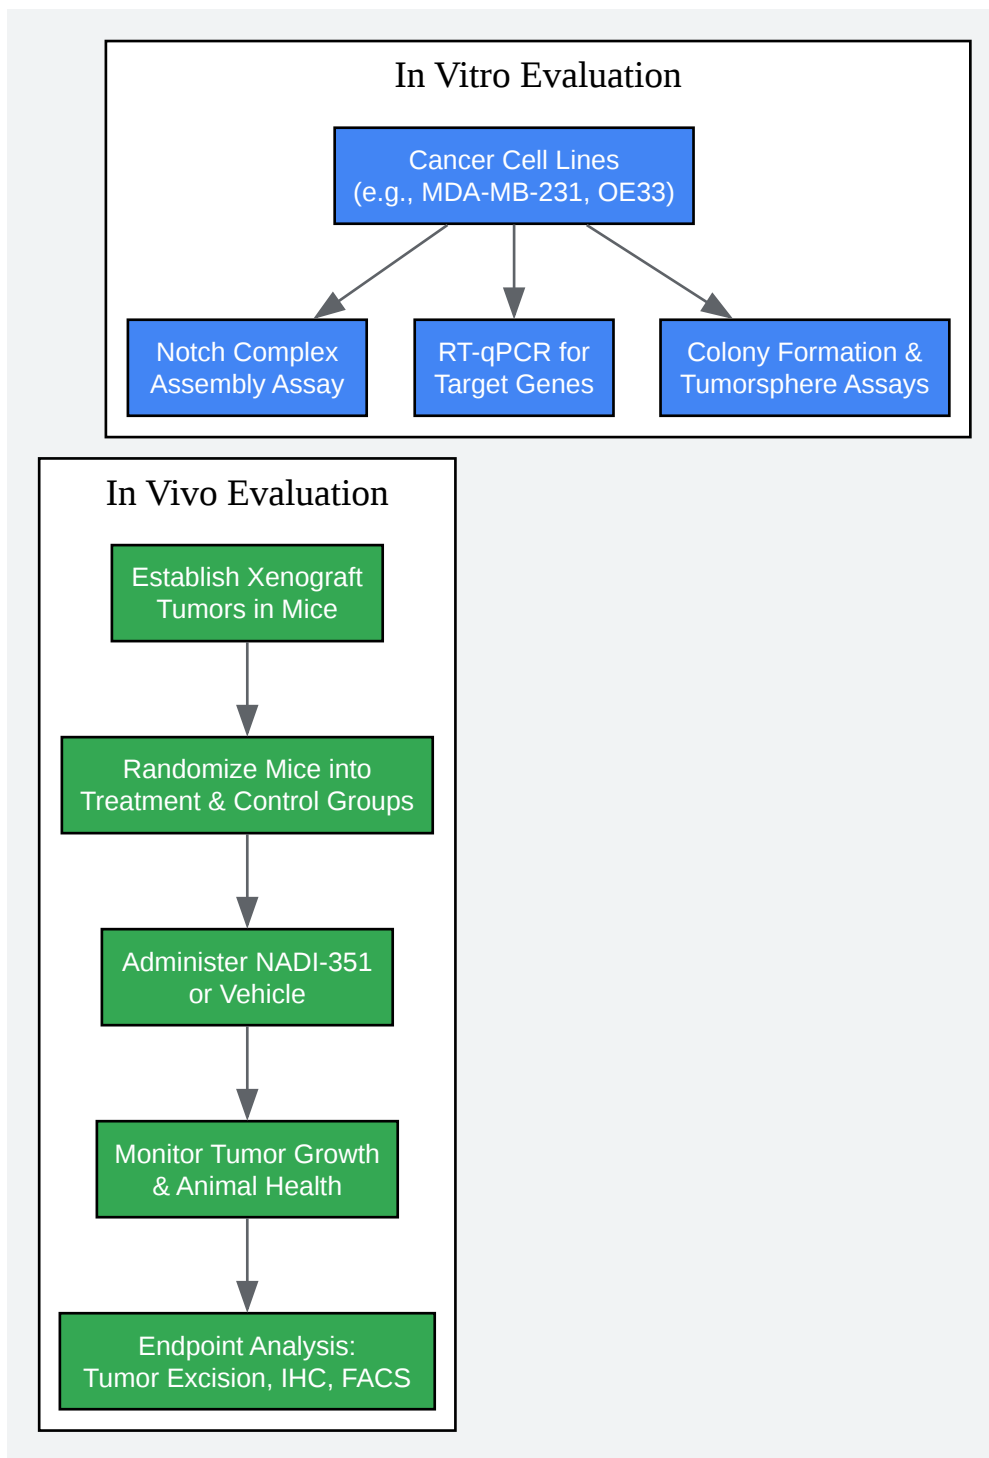 In Vitro Evaluation
Cancer Cell Lines
(e.g., MDA-MB-231, OE33)
Notch Complex
Assembly Assay
RT-qPCR for
Target Genes
Colony Formation &
Tumorsphere Assays
In Vivo Evaluation
Establish Xenograft
Tumors in Mice
Randomize Mice into
Treatment & Control Groups
Administer NADI-351
or Vehicle
Monitor Tumor Growth
& Animal Health
Endpoint Analysis:
Tumor Excision, IHC, FACS